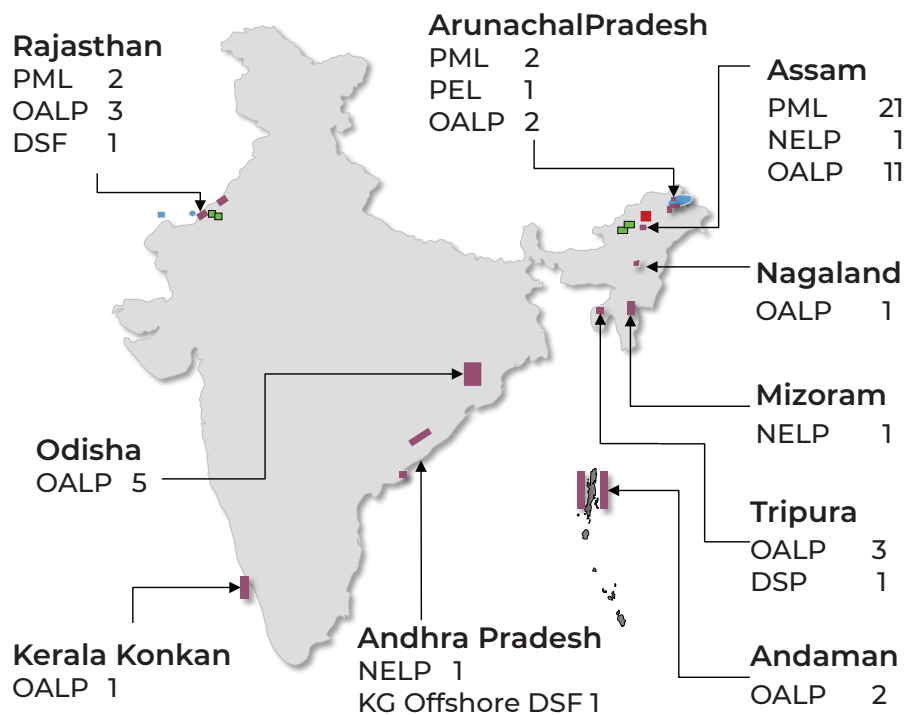 Rajasthan
PML 2
OALP 3
DSF 1
ArunachalPradesh
PML 2
PEL 1
OALP 2
Assam
PML 21
NELP 1
OALP 11
Nagaland
OALP 1
Mizoram
NELP 1
Tripura
OALP 3
DSP 1
Andaman
OALP 2
Odisha
OALP 5
Kerala Konkan
OALP 1
Andhra Pradesh
NELP 1
KG Offshore DSF 1